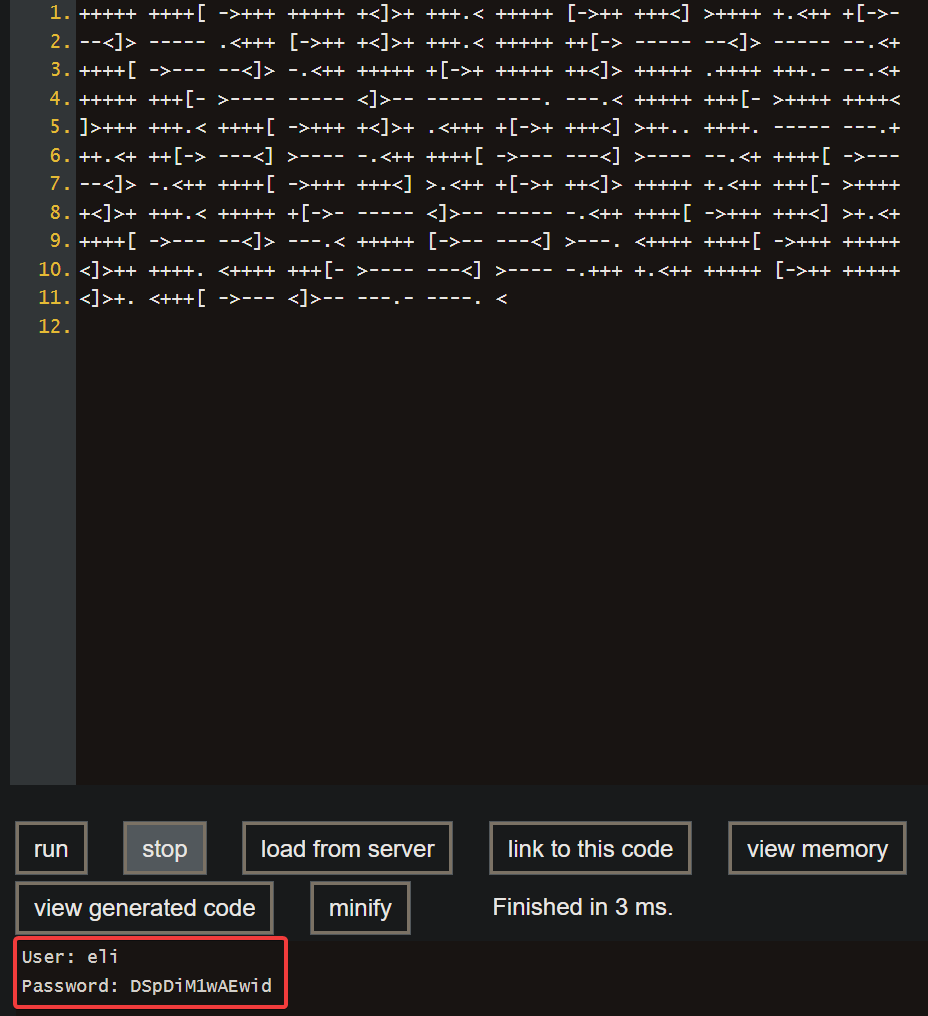 1. +++++ ++++[ ->+++ +++++ +<]>+ +++.< +++++ [->++ +++<] >++++ +.<++ +[->-
2. --<]> ----- .<+++ [->++ +<]>+ +++.< +++++ ++[-> ----- --<]> ----- --.<+
3. ++++[ ->--- --<]> -.<++ +++++ +[->+ +++++ ++<]> +++++ .++++ +++.- --.<+
4. +++++ +++[- >---- ----- <]>-- ----- ----. ---.< +++++ +++[- >++++ ++++<
5. ]>+++ +++.< ++++[ ->+++ +<]>+ .<+++ +[->+ +++<] >++.. ++++. ----- ---.+
6. ++.<+ ++[-> ---<] >---- -.<++ ++++[ ->--- ---<] >---- --.<+ ++++[ ->---
7. --<]> -.<++ ++++[ ->+++ +++<] >.<++ +[->+ ++<]> +++++ +.<++ +++[- >++++
8. +<]>+ +++.< +++++ +[->- ----- <]>-- ----- -.<++ ++++[ ->+++ +++<] >+.<+
9. ++++[ ->--- --<]> ---.< +++++ [->-- ---<] >---. <++++ ++++[ ->+++ +++++
10. <]>++ ++++. <++++ +++[- >---- ---<] >---- -.+++ +.<++ +++++ [->++ +++++
11. <]>+. <+++[ ->--- <]>-- ---.- ----. <
12.
run stop load from server link to this code view memory
view generated code minify Finished in 3 ms.
User: eli
Password: DSpDiM1wAEwid